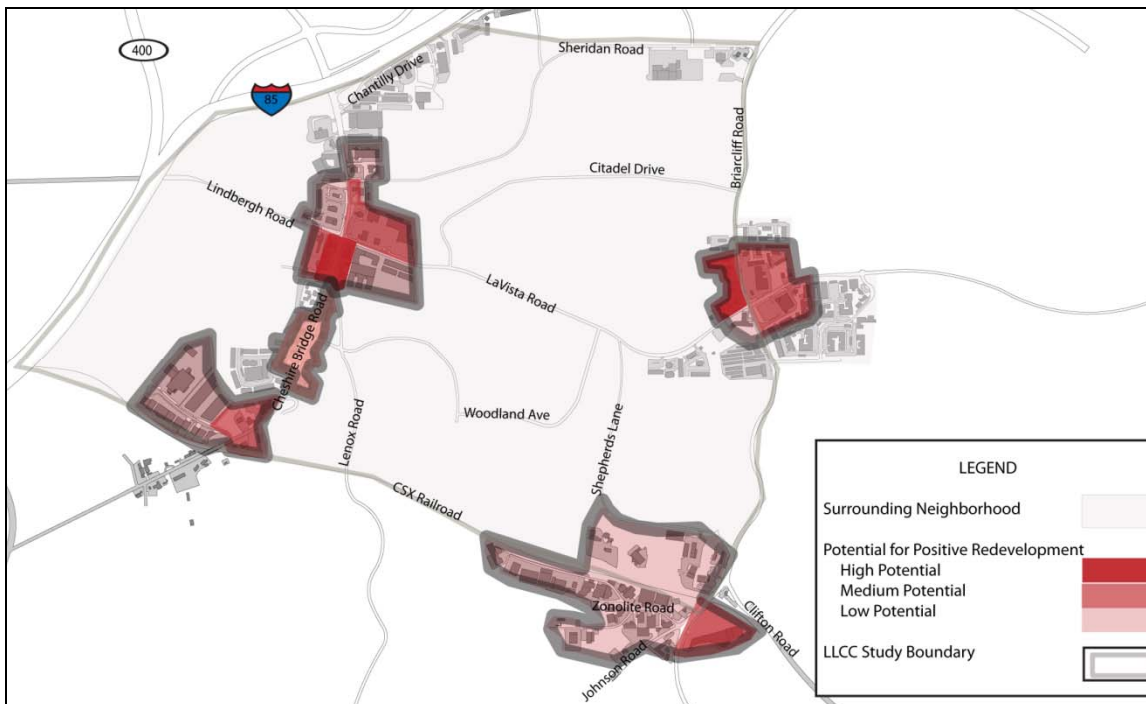 400
85
Chantilly Drive
Sheridan Road
Briarcliff Road
Citadel Drive
Lindbergh Road
LaVista Road
Cheshire Bridge Road
Woodland Ave
Lenox Road
Shepherds Lane
CSX Railroad
Zonolite Road
Johnson Road
Clifton Road
LEGEND
Surrounding Neighborhood
Potential for Positive Redevelopment
High Potential
Medium Potential
Low Potential
LLCC Study Boundary